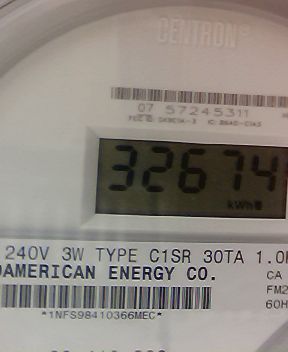 CENTRON®
07 57245311
32674
kWh
240V 3W TYPE C1SR 30TA 1.0
AMERICAN ENERGY CO.
CA
FM2
60H
*1NFS98410366MEC*